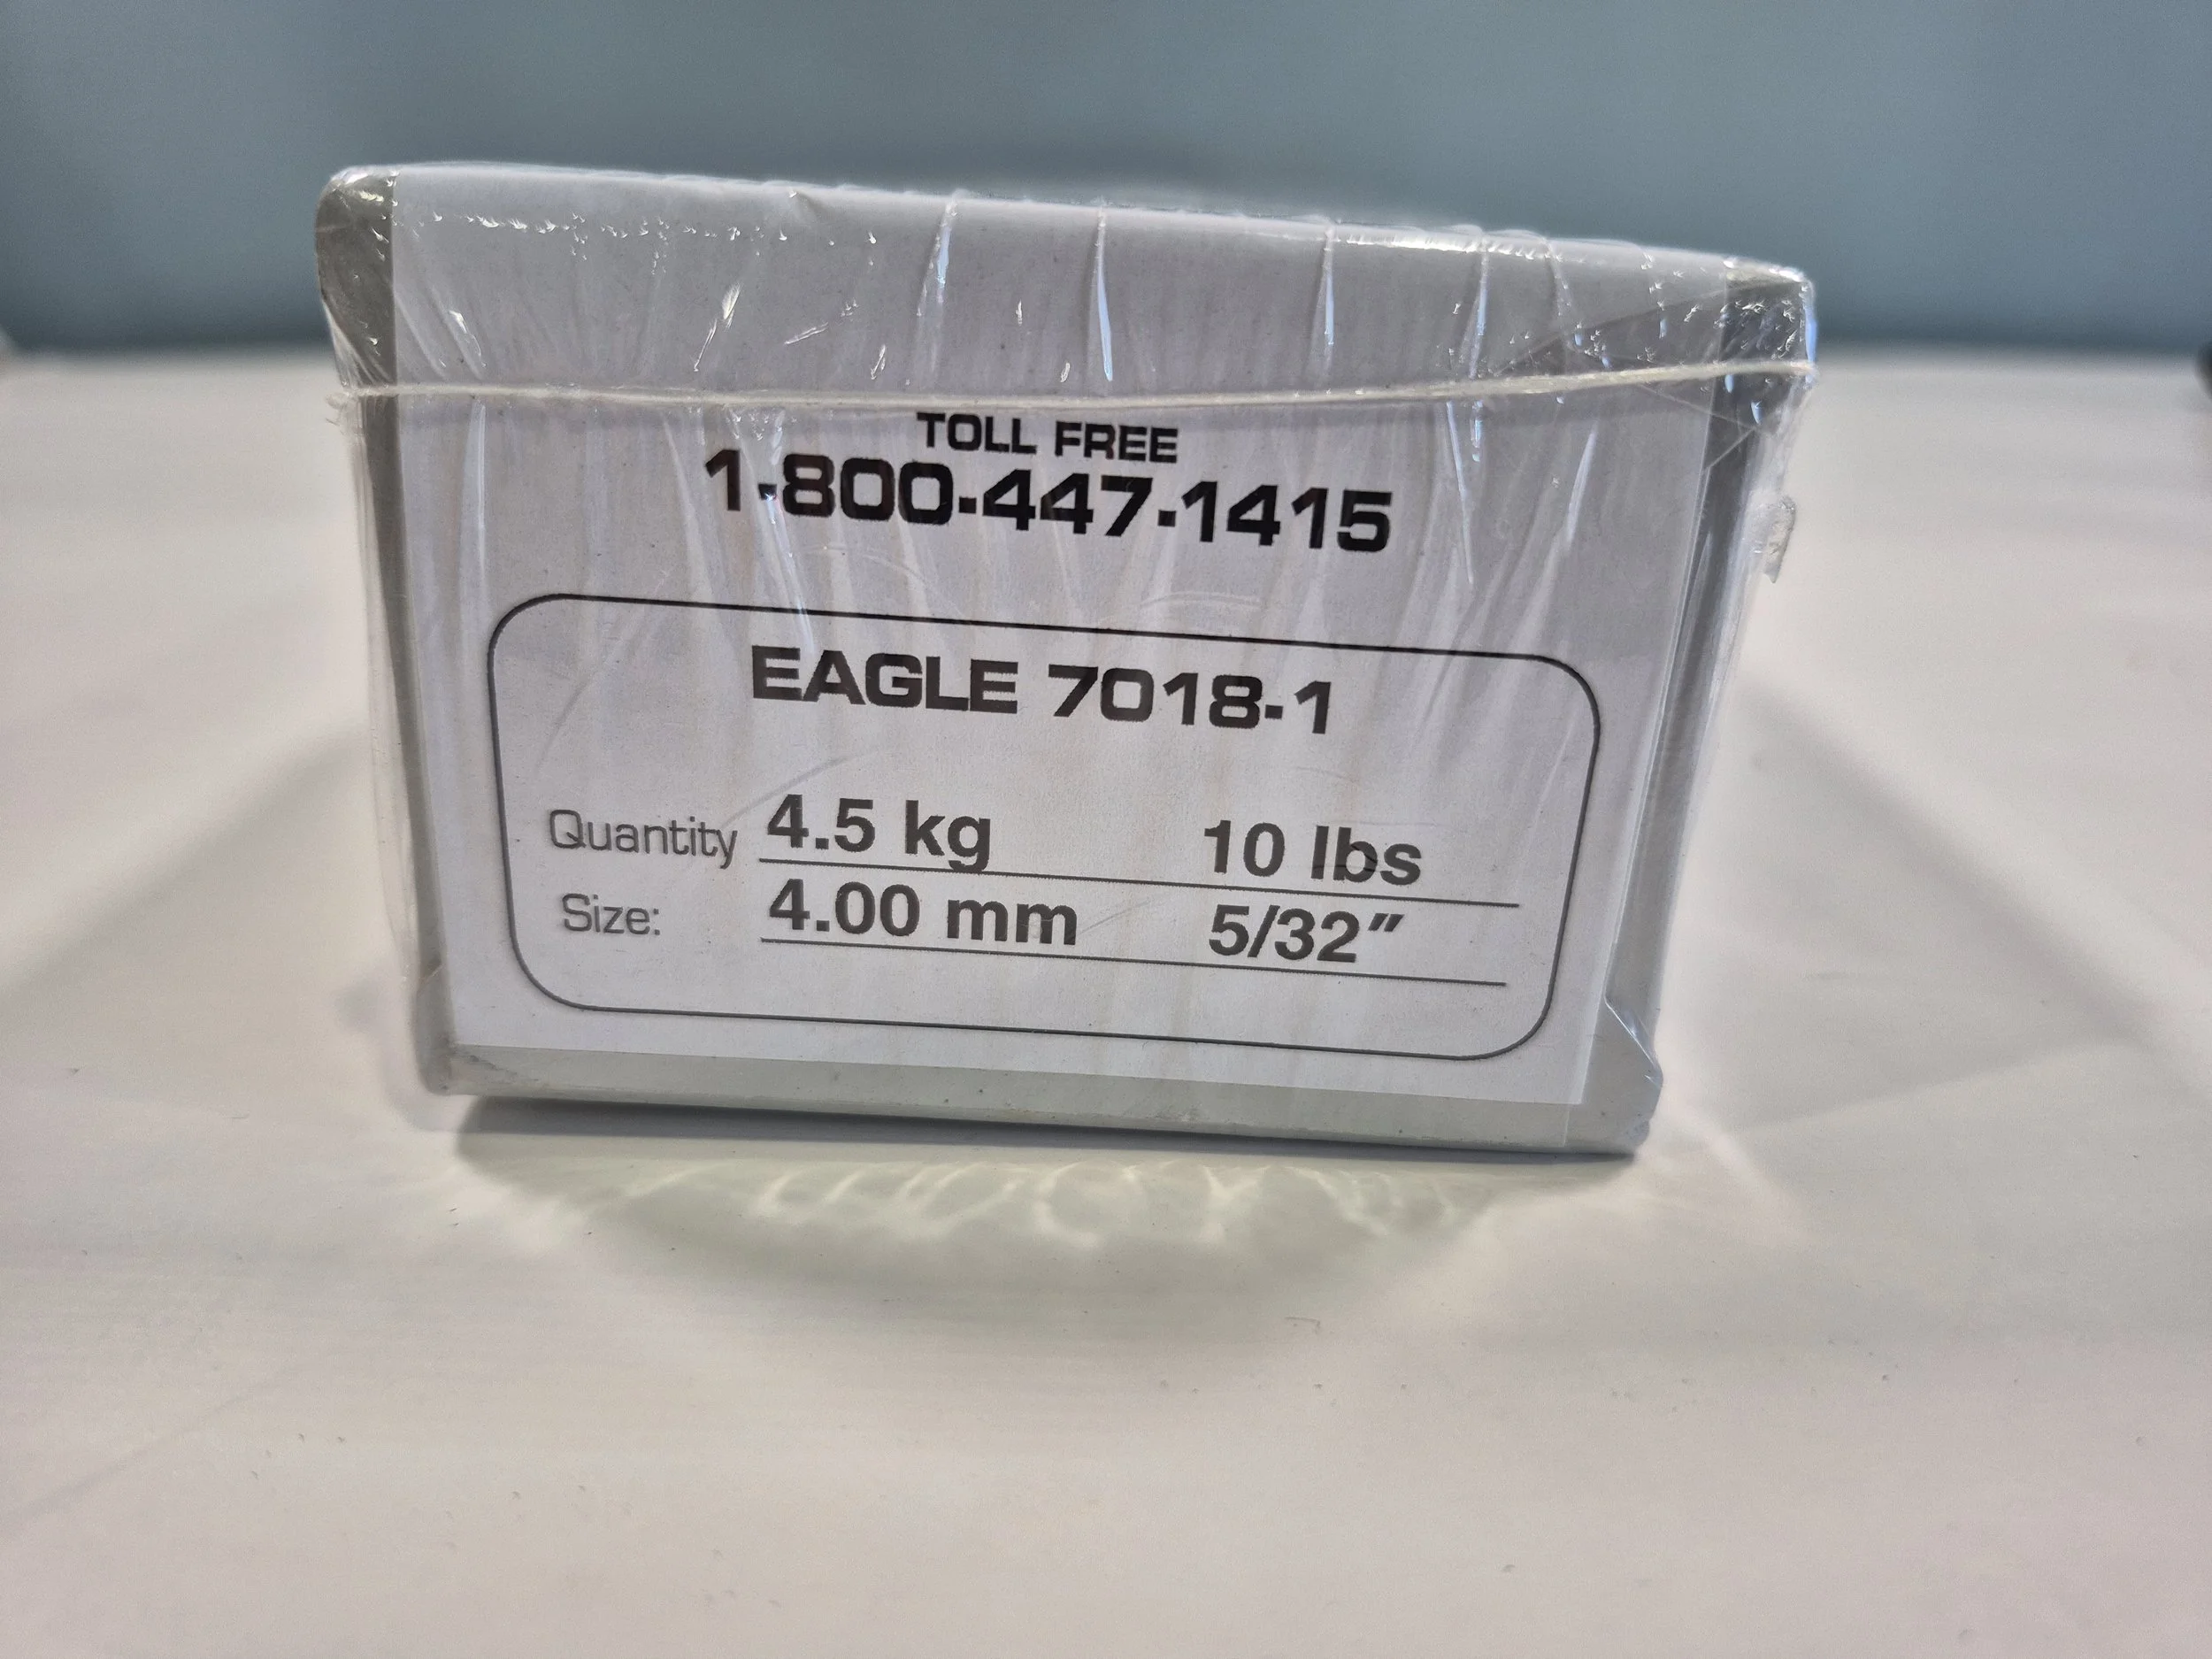 TOLL FREE
1-800-447-1415
EAGLE 7018-1
Quantity 4.5 kg 10 lbs
Size: 4.00 mm 5/32″